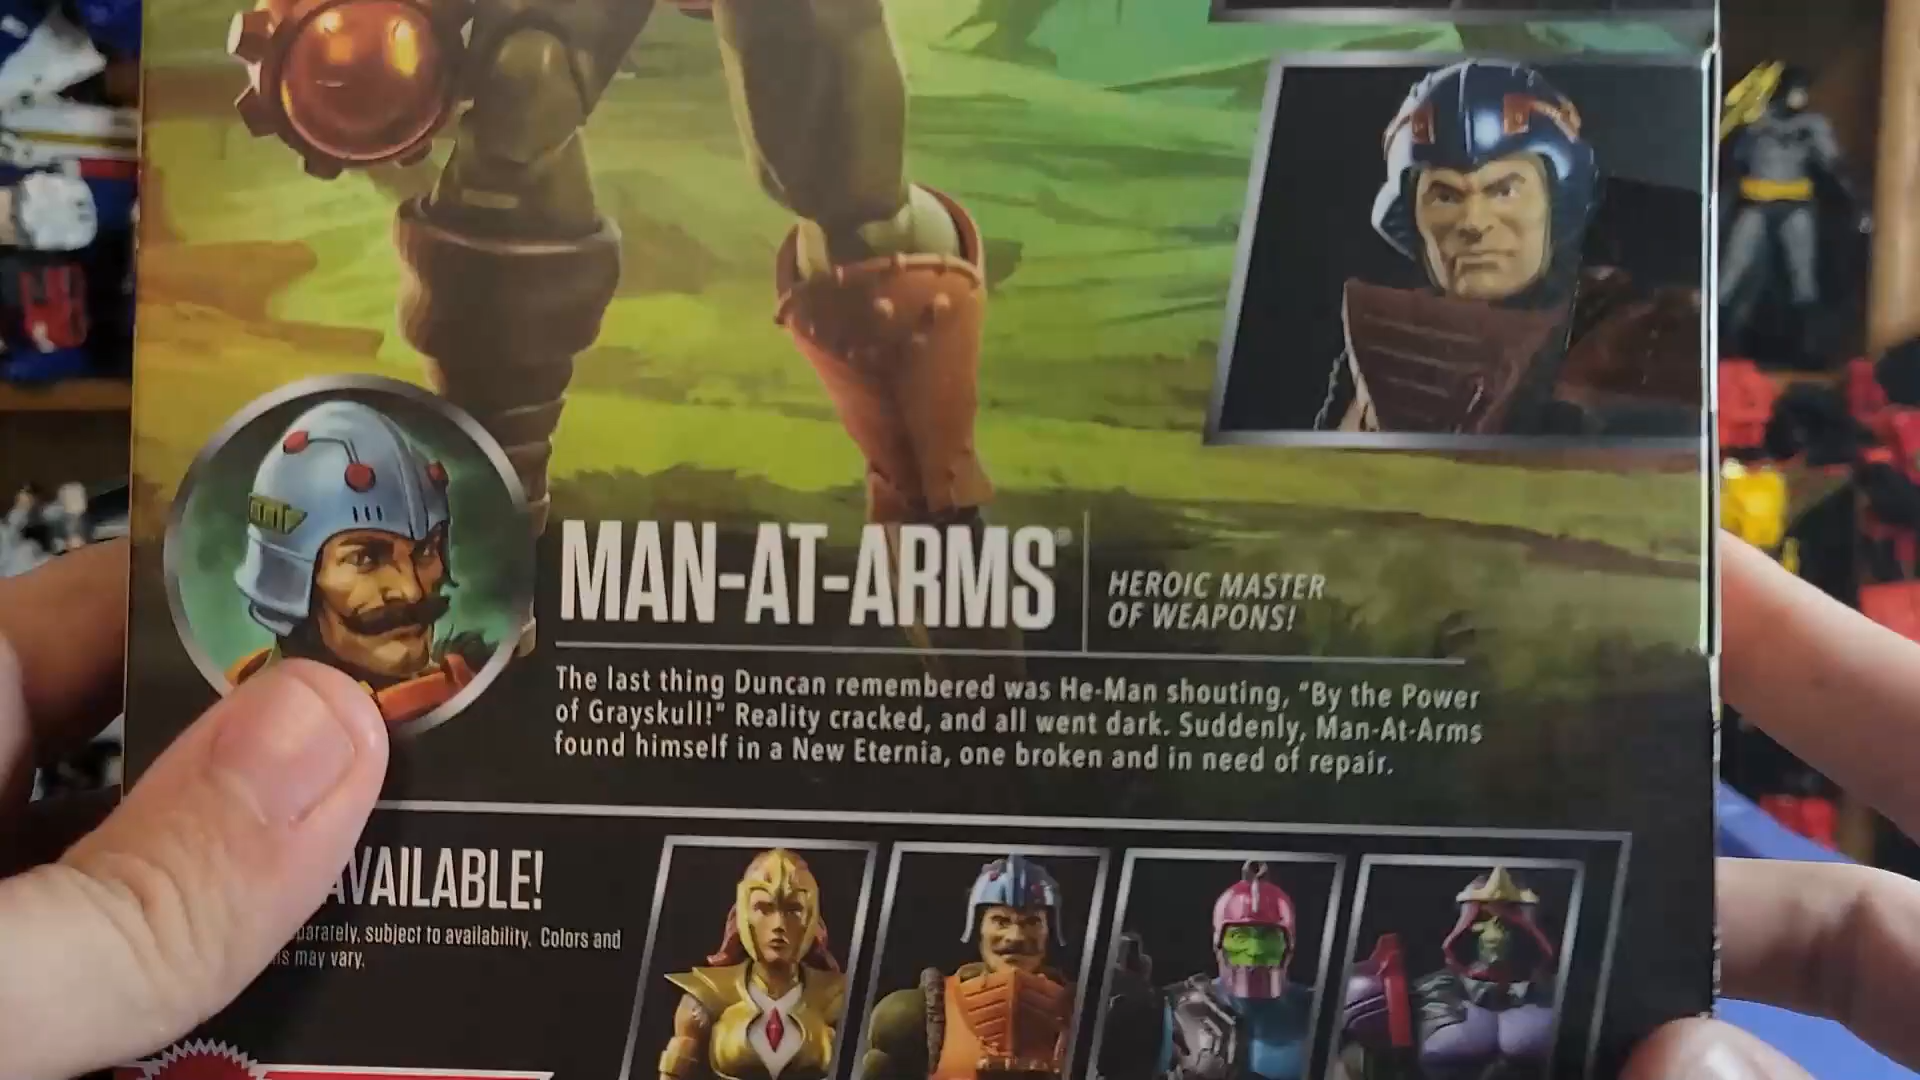 MAN-AT-ARMS®
HEROIC MASTER
OF WEAPONS!
The last thing Duncan remembered was He-Man shouting, "By the Power
of Grayskull!" Reality cracked, and all went dark. Suddenly, Man-At-Arms
found himself in a New Eternia, one broken and in need of repair.
AVAILABLE!
subject to availability. Colors and
may vary.